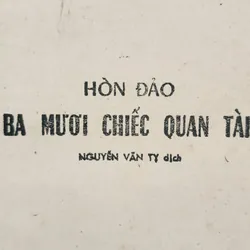 HÒN ĐẢO
BA MƯƠI CHIẾC QUAN TÀI
NGUYỄN VĂN TỴ dịch